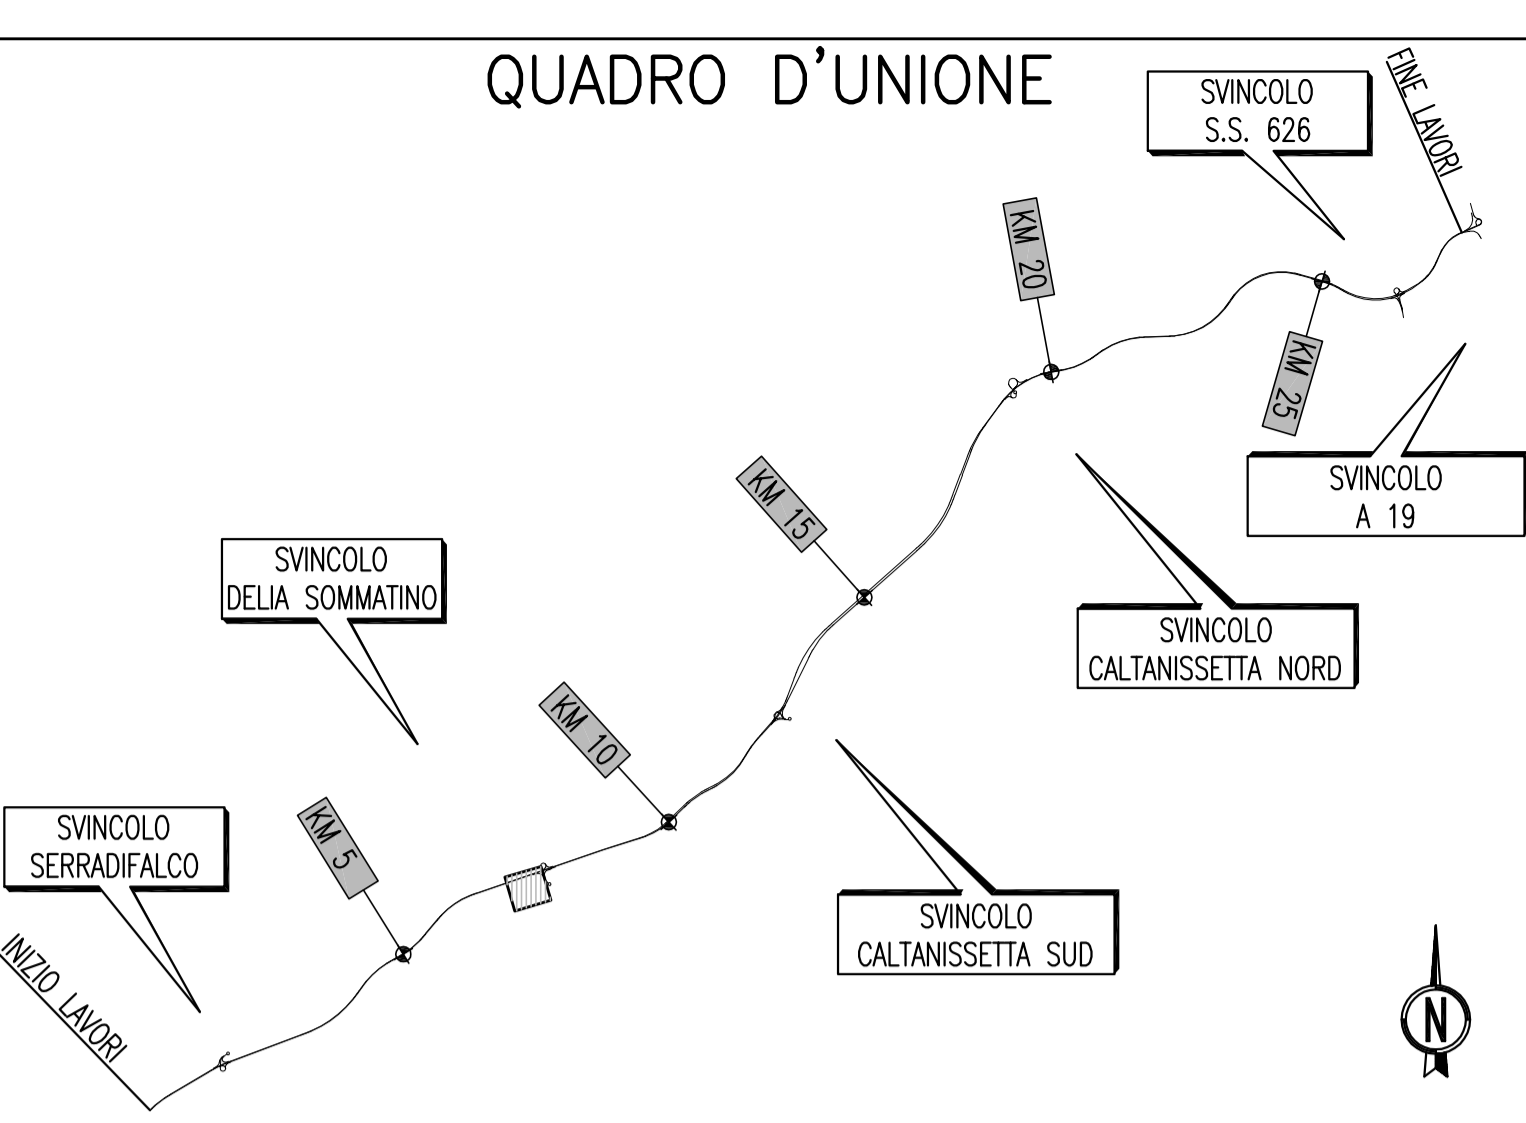 QUADRO D'UNIONE
SVINCOLO
S.S. 626
FINE LAVORI
KM 20
KM 25
SVINCOLO
A 19
KM 15
SVINCOLO
DELIA SOMMATINO
SVINCOLO
CALTANISSETTA NORD
KM 10
KM 5
SVINCOLO
SERRADIFALCO
SVINCOLO
CALTANISSETTA SUD
INIZIO LAVORI
N